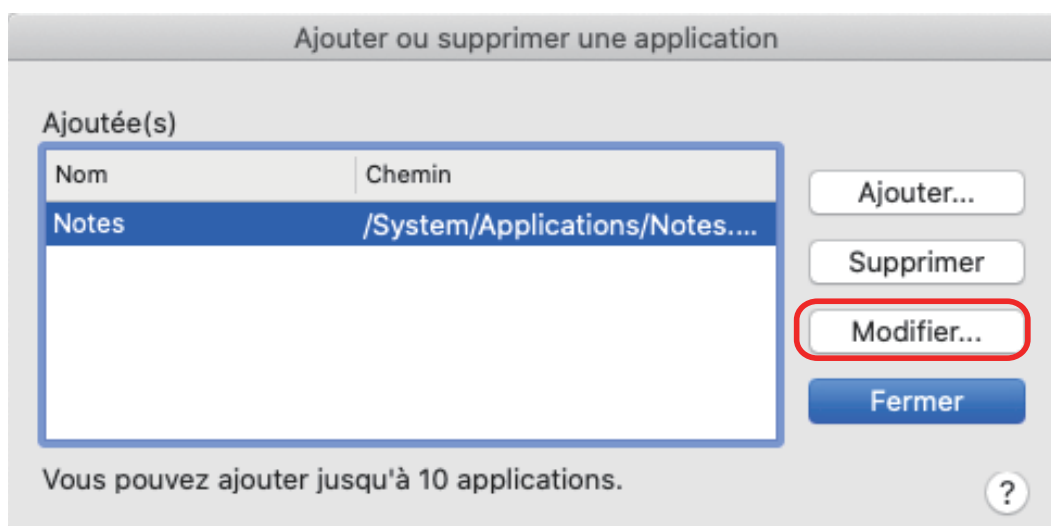 Ajouter ou supprimer une application
Ajoutée(s)
Nom Chemin
Notes /System/Applications/Notes....
Ajouter...
Supprimer
Modifier...
Fermer
Vous pouvez ajouter jusqu'à 10 applications.
?